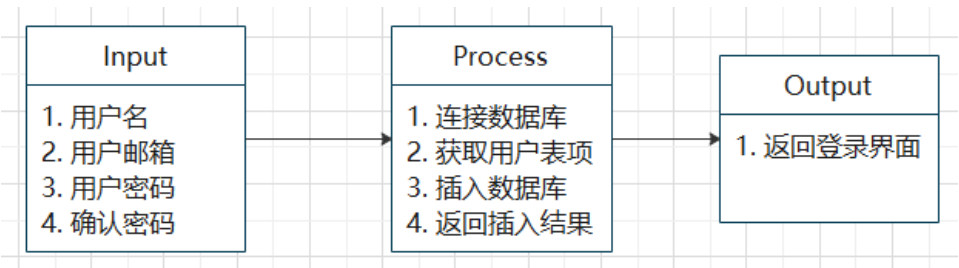 Input
1. 用户名
2. 用户邮箱
3. 用户密码
4. 确认密码
Process
1. 连接数据库
2. 获取用户表项
3. 插入数据库
4. 返回插入结果
Output
1. 返回登录界面